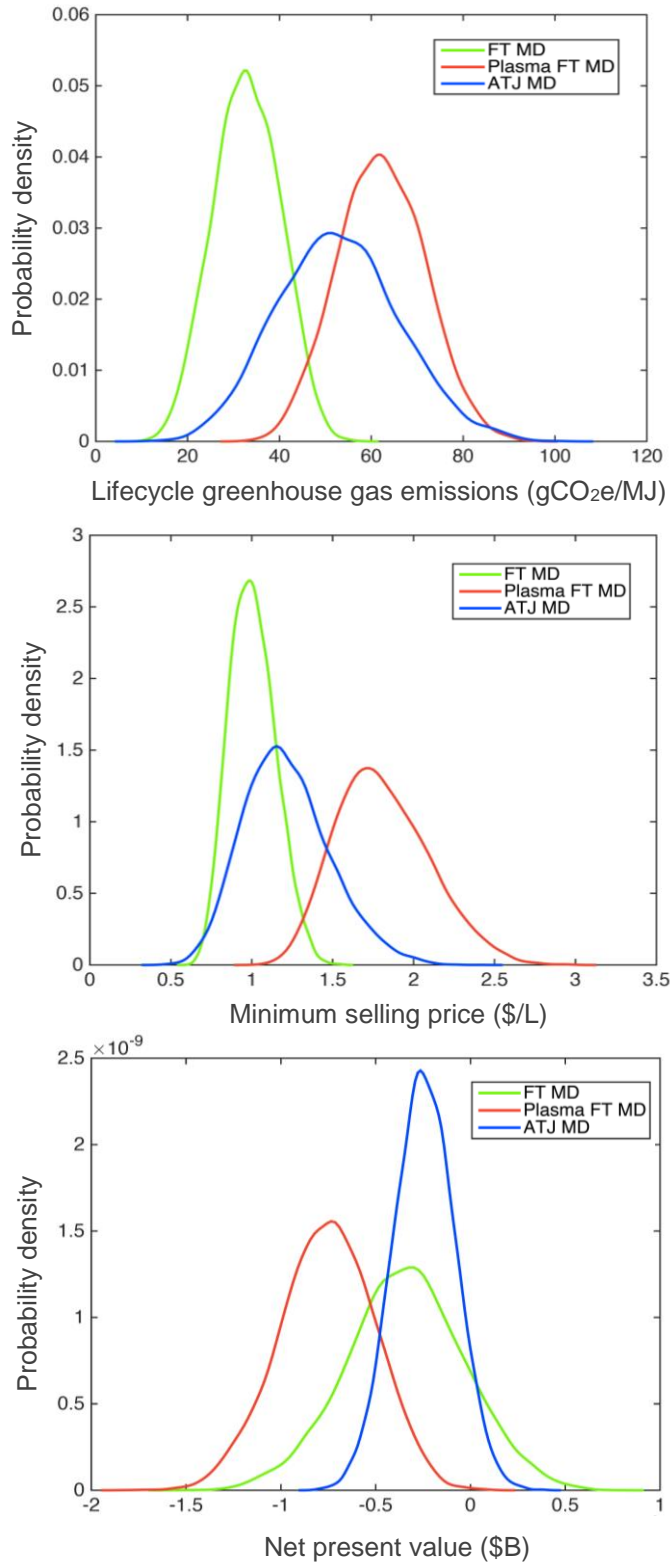 0.06
0.05
0.04
0.03
0.02
0.01
0
Probability density
FT MD
Plasma FT MD
ATJ MD
0 20 40 60 80 100 120
Lifecycle greenhouse gas emissions (gCO₂e/MJ)
3
2.5
2
1.5
1
0.5
0
Probability density
FT MD
Plasma FT MD
ATJ MD
0 0.5 1 1.5 2 2.5 3 3.5
Minimum selling price ($/L)
×10⁻⁹
2.5
2
1.5
1
0.5
0
Probability density
FT MD
Plasma FT MD
ATJ MD
-2 -1.5 -1 -0.5 0 0.5 1
Net present value ($B)